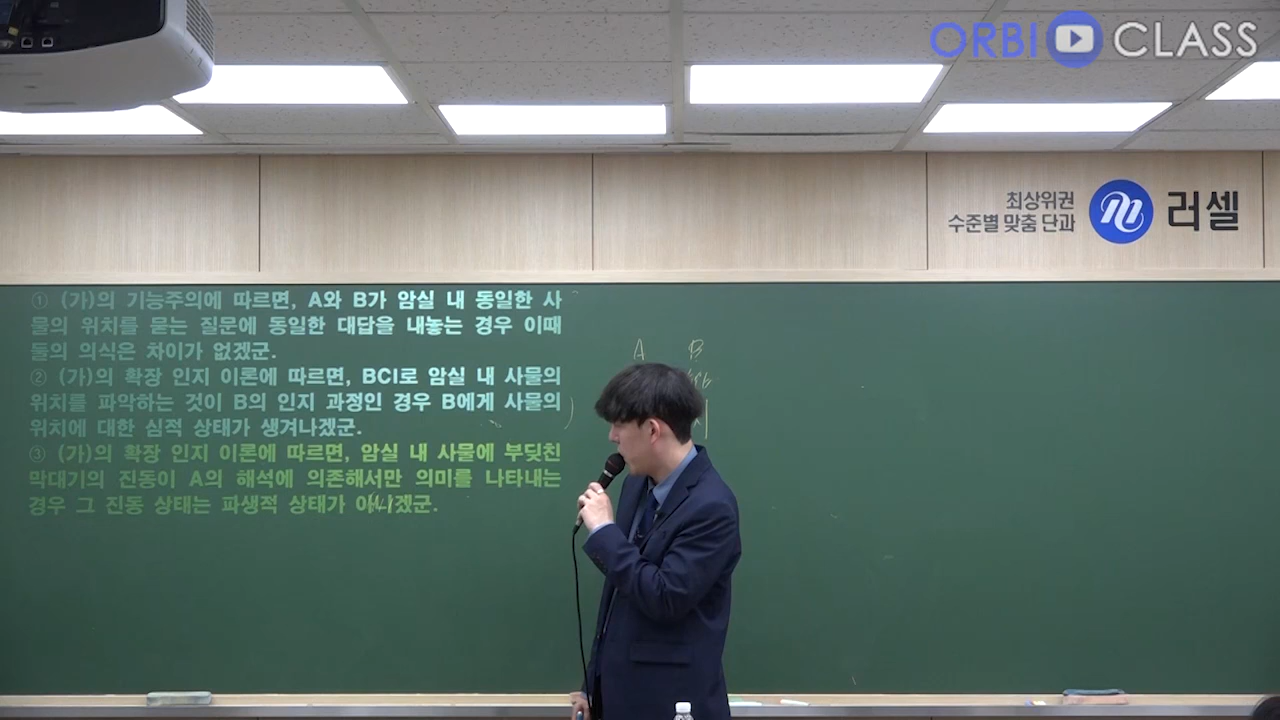 ORBI CLASS
최상위권
수준별 맞춤 단과
러셀
① (가)의 기능주의에 따르면, A와 B가 암실 내 동일한 사
물의 위치를 묻는 질문에 동일한 대답을 내놓는 경우 이때
둘의 의식은 차이가 없겠군.
② (가)의 확장 인지 이론에 따르면, BCI로 암실 내 사물의
위치를 파악하는 것이 B의 인지 과정인 경우 B에게 사물의
위치에 대한 심적 상태가 생겨나겠군.
③ (가)의 확장 인지 이론에 따르면, 암실 내 사물에 부딪친
막대기의 진동이 A의 해석에 의존해서만 의미를 나타내는
경우 그 진동 상태는 파생적 상태가 아니겠군.
A B